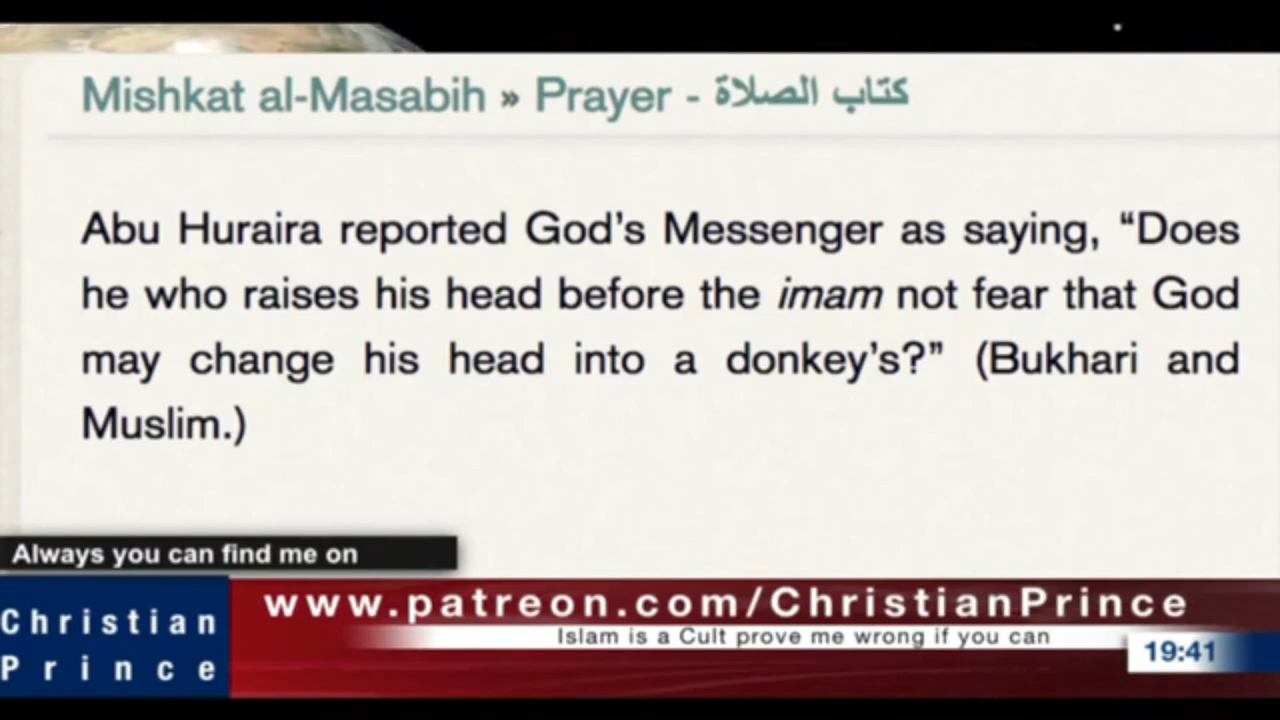 Mishkat al-Masabih » Prayer - كتاب الصلاة
Abu Huraira reported God’s Messenger as saying, “Does
he who raises his head before the imam not fear that God
may change his head into a donkey’s?” (Bukhari and
Muslim.)
Always you can find me on
Christian
Prince
www.patreon.com/ChristianPrince
Islam is a Cult prove me wrong if you can
19:41